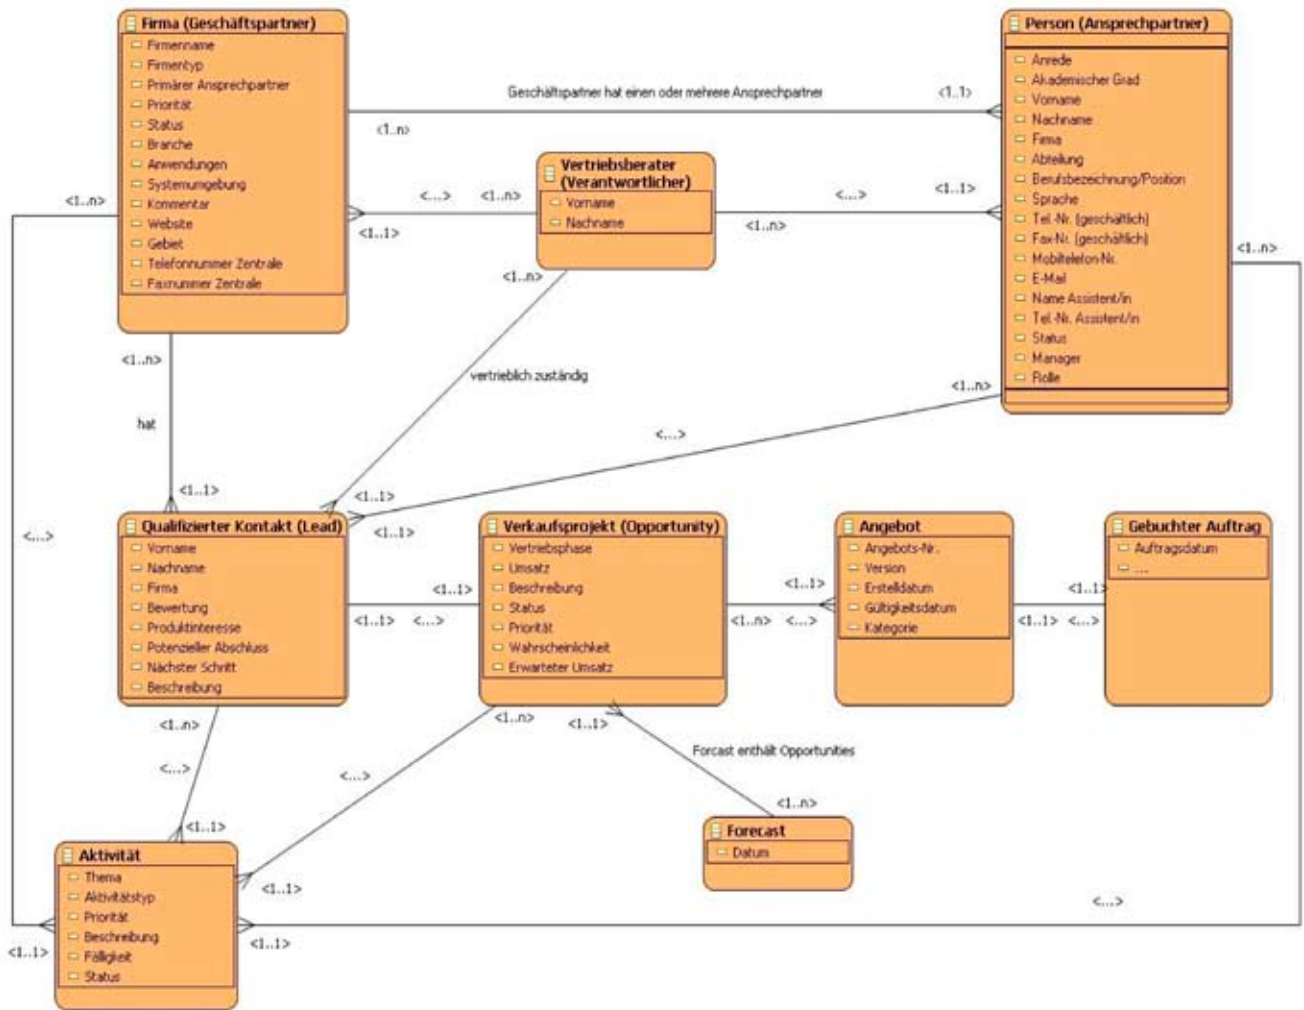 Firma (Geschäftspartner)
Firmenname
Firmentyp
Primärer Ansprechpartner
Priorität
Status
Branche
Anwendungen
Systemumgebung
Kommentar
Website
Gebiet
Telefonnummer Zentrale
Faxnummer Zentrale
Person (Ansprechpartner)
Anrede
Akademischer Grad
Vorname
Nachname
Firma
Abteilung
Berufsbezeichnung/Position
Sprache
Tel.-Nr. (geschäftlich)
Fax-Nr. (geschäftlich)
Mobiltelefon-Nr.
E-Mail
Name Assistent/in
Tel.-Nr. Assistent/in
Status
Manager
Rolle
Geschäftspartner hat einen oder mehrere Ansprechpartner
<1..1>
<1..n>
Vertriebsberater
(Verantwortlicher)
Vorname
Nachname
<...>
<1..n>
<1..1>
<...>
<1..1>
<1..n>
<1..n>
<1..n>
<1..n>
vertrieblich zuständig
<1..1>
<1..n>
hat
<1..1>
<1..n>
<...>
<1..1>
<...>
Qualifizierter Kontakt (Lead)
Vorname
Nachname
Firma
Bewertung
Produktinteresse
Potenzieller Abschluss
Nächster Schritt
Beschreibung
<1..1>
<1..1>
<...>
Verkaufsprojekt (Opportunity)
Vertriebsphase
Umsatz
Beschreibung
Status
Priorität
Wahrscheinlichkeit
Erwarteter Umsatz
<1..1>
<1..n>
<...>
Angebot
Angebots-Nr.
Version
Erstelldatum
Gültigkeitsdatum
Kategorie
<1..1>
<1..1>
<...>
Gebuchter Auftrag
Auftragsdatum
...
<1..n>
<...>
<1..1>
<1..n>
<...>
<1..1>
<1..1>
Forcast enthält Opportunities
<1..n>
Forecast
Datum
Aktivität
Thema
Aktivitätstyp
Priorität
Beschreibung
Fälligkeit
Status
<1..1>
<1..1>
<...>